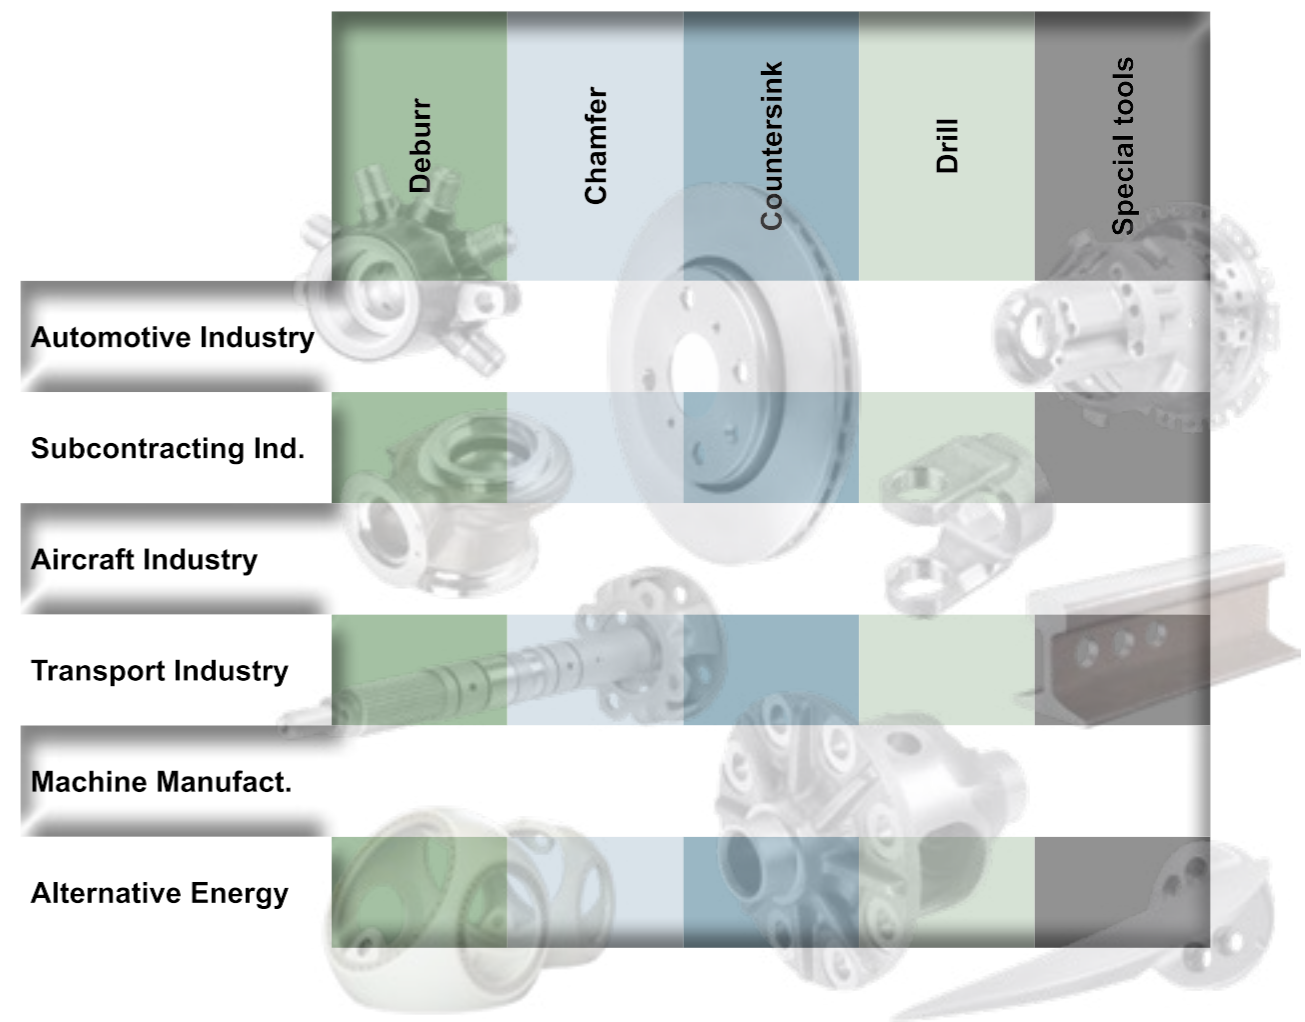 Deburr
Chamfer
Countersink
Drill
Special tools
Automotive Industry
Subcontracting Ind.
Aircraft Industry
Transport Industry
Machine Manufact.
Alternative Energy